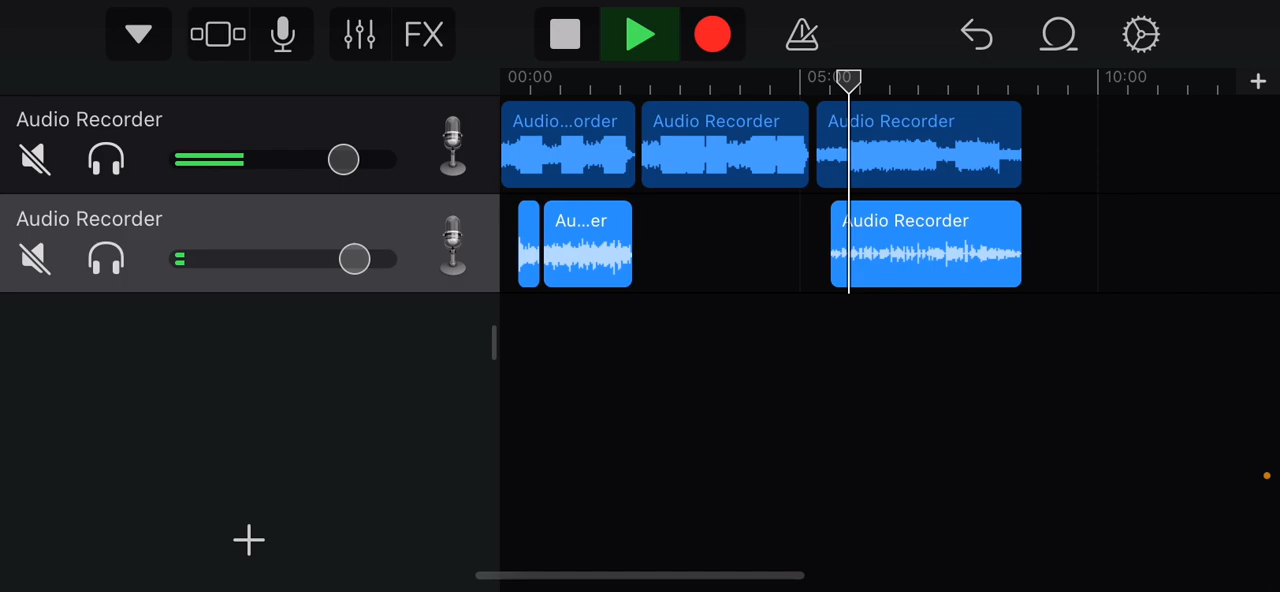 FX
00:00 05:00 10:00
Audio Recorder
Audio...order Audio Recorder Audio Recorder
Audio Recorder
Au...er Audio Recorder